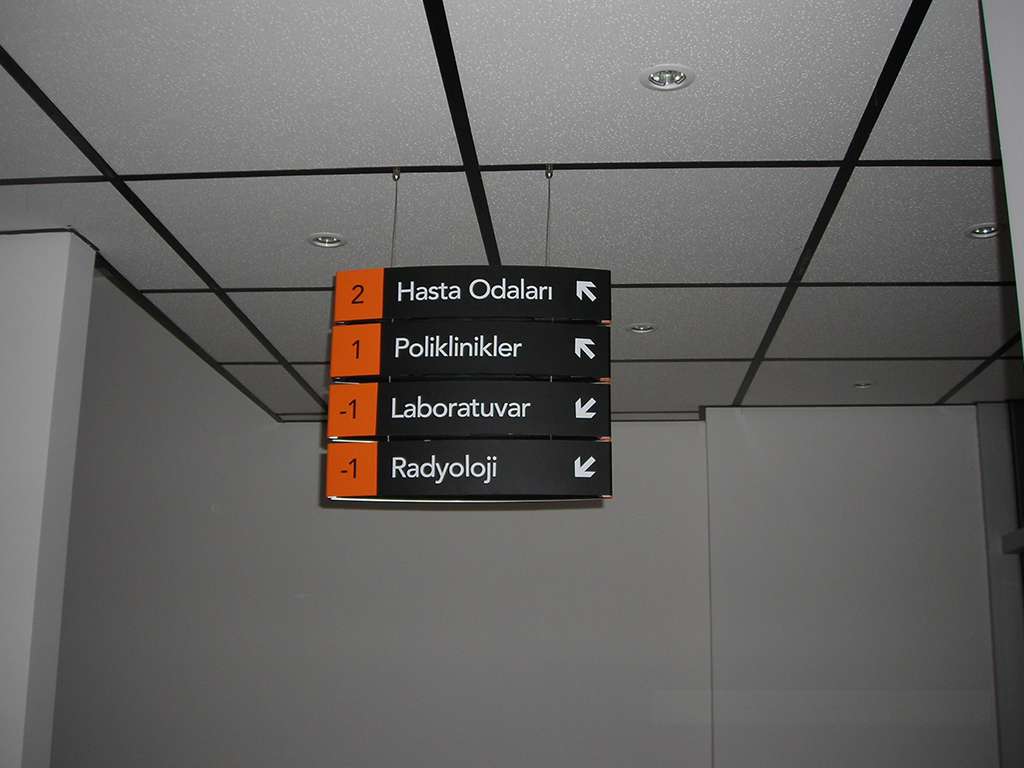 2 Hasta Odaları
1 Poliklinikler
-1 Laboratuvar
-1 Radyoloji